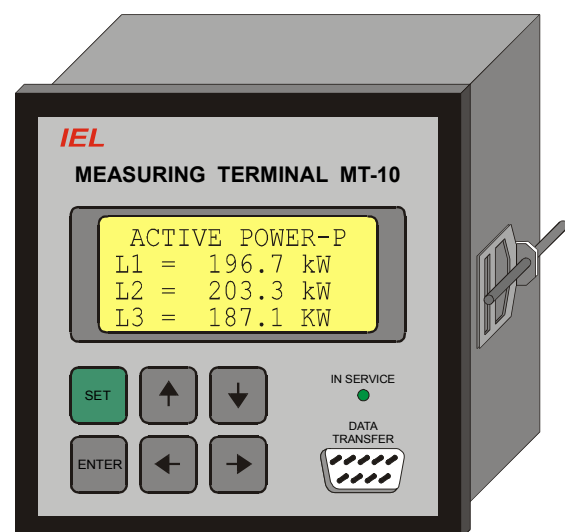 IEL
MEASURING TERMINAL MT-10
ACTIVE POWER-P
L1 = 196.7 kW
L2 = 203.3 kW
L3 = 187.1 KW
SET
IN SERVICE
DATA
TRANSFER
ENTER